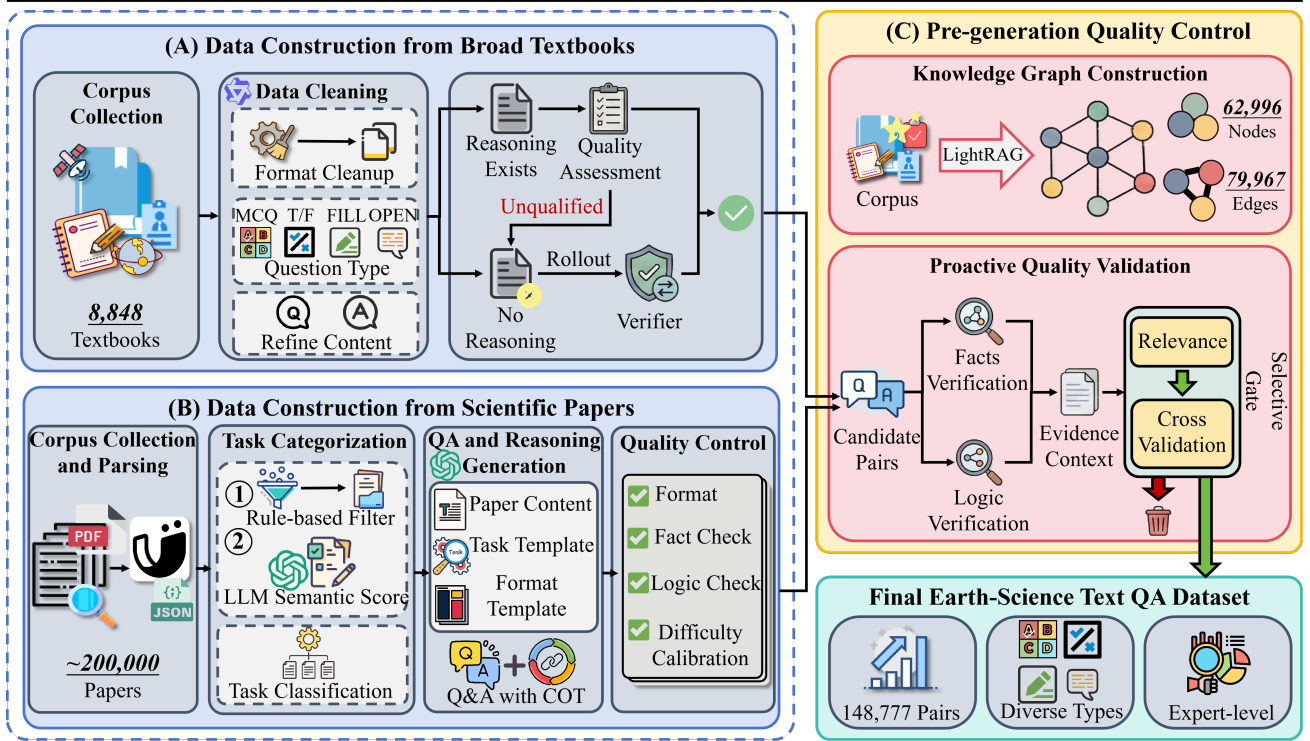 (A) Data Construction from Broad Textbooks
Corpus
Collection
8,848
Textbooks
Data Cleaning
Format Cleanup
MCQ T/F FILL OPEN
A B
C D
Question Type
Q A
Refine Content
Reasoning
Exists
Quality
Assessment
Unqualified
No
Reasoning
Rollout
Verifier
(B) Data Construction from Scientific Papers
Corpus Collection
and Parsing
PDF
{;}
JSON
~200,000
Papers
Task Categorization
1
Rule-based Filter
2
LLM Semantic Score
Task Classification
QA and Reasoning
Generation
T
Paper Content
Task
Task Template
Format
Template
Q
A
+
Q&A with COT
Quality Control
Format
Fact Check
Logic Check
Difficulty
Calibration
(C) Pre-generation Quality Control
Knowledge Graph Construction
Corpus
LightRAG
62,996
Nodes
79,967
Edges
Proactive Quality Validation
Q
A
Candidate
Pairs
Facts
Verification
Logic
Verification
Evidence
Context
Relevance
Cross
Validation
Selective
Gate
Final Earth-Science Text QA Dataset
148,777 Pairs
A B
C D
Diverse Types
Expert-level